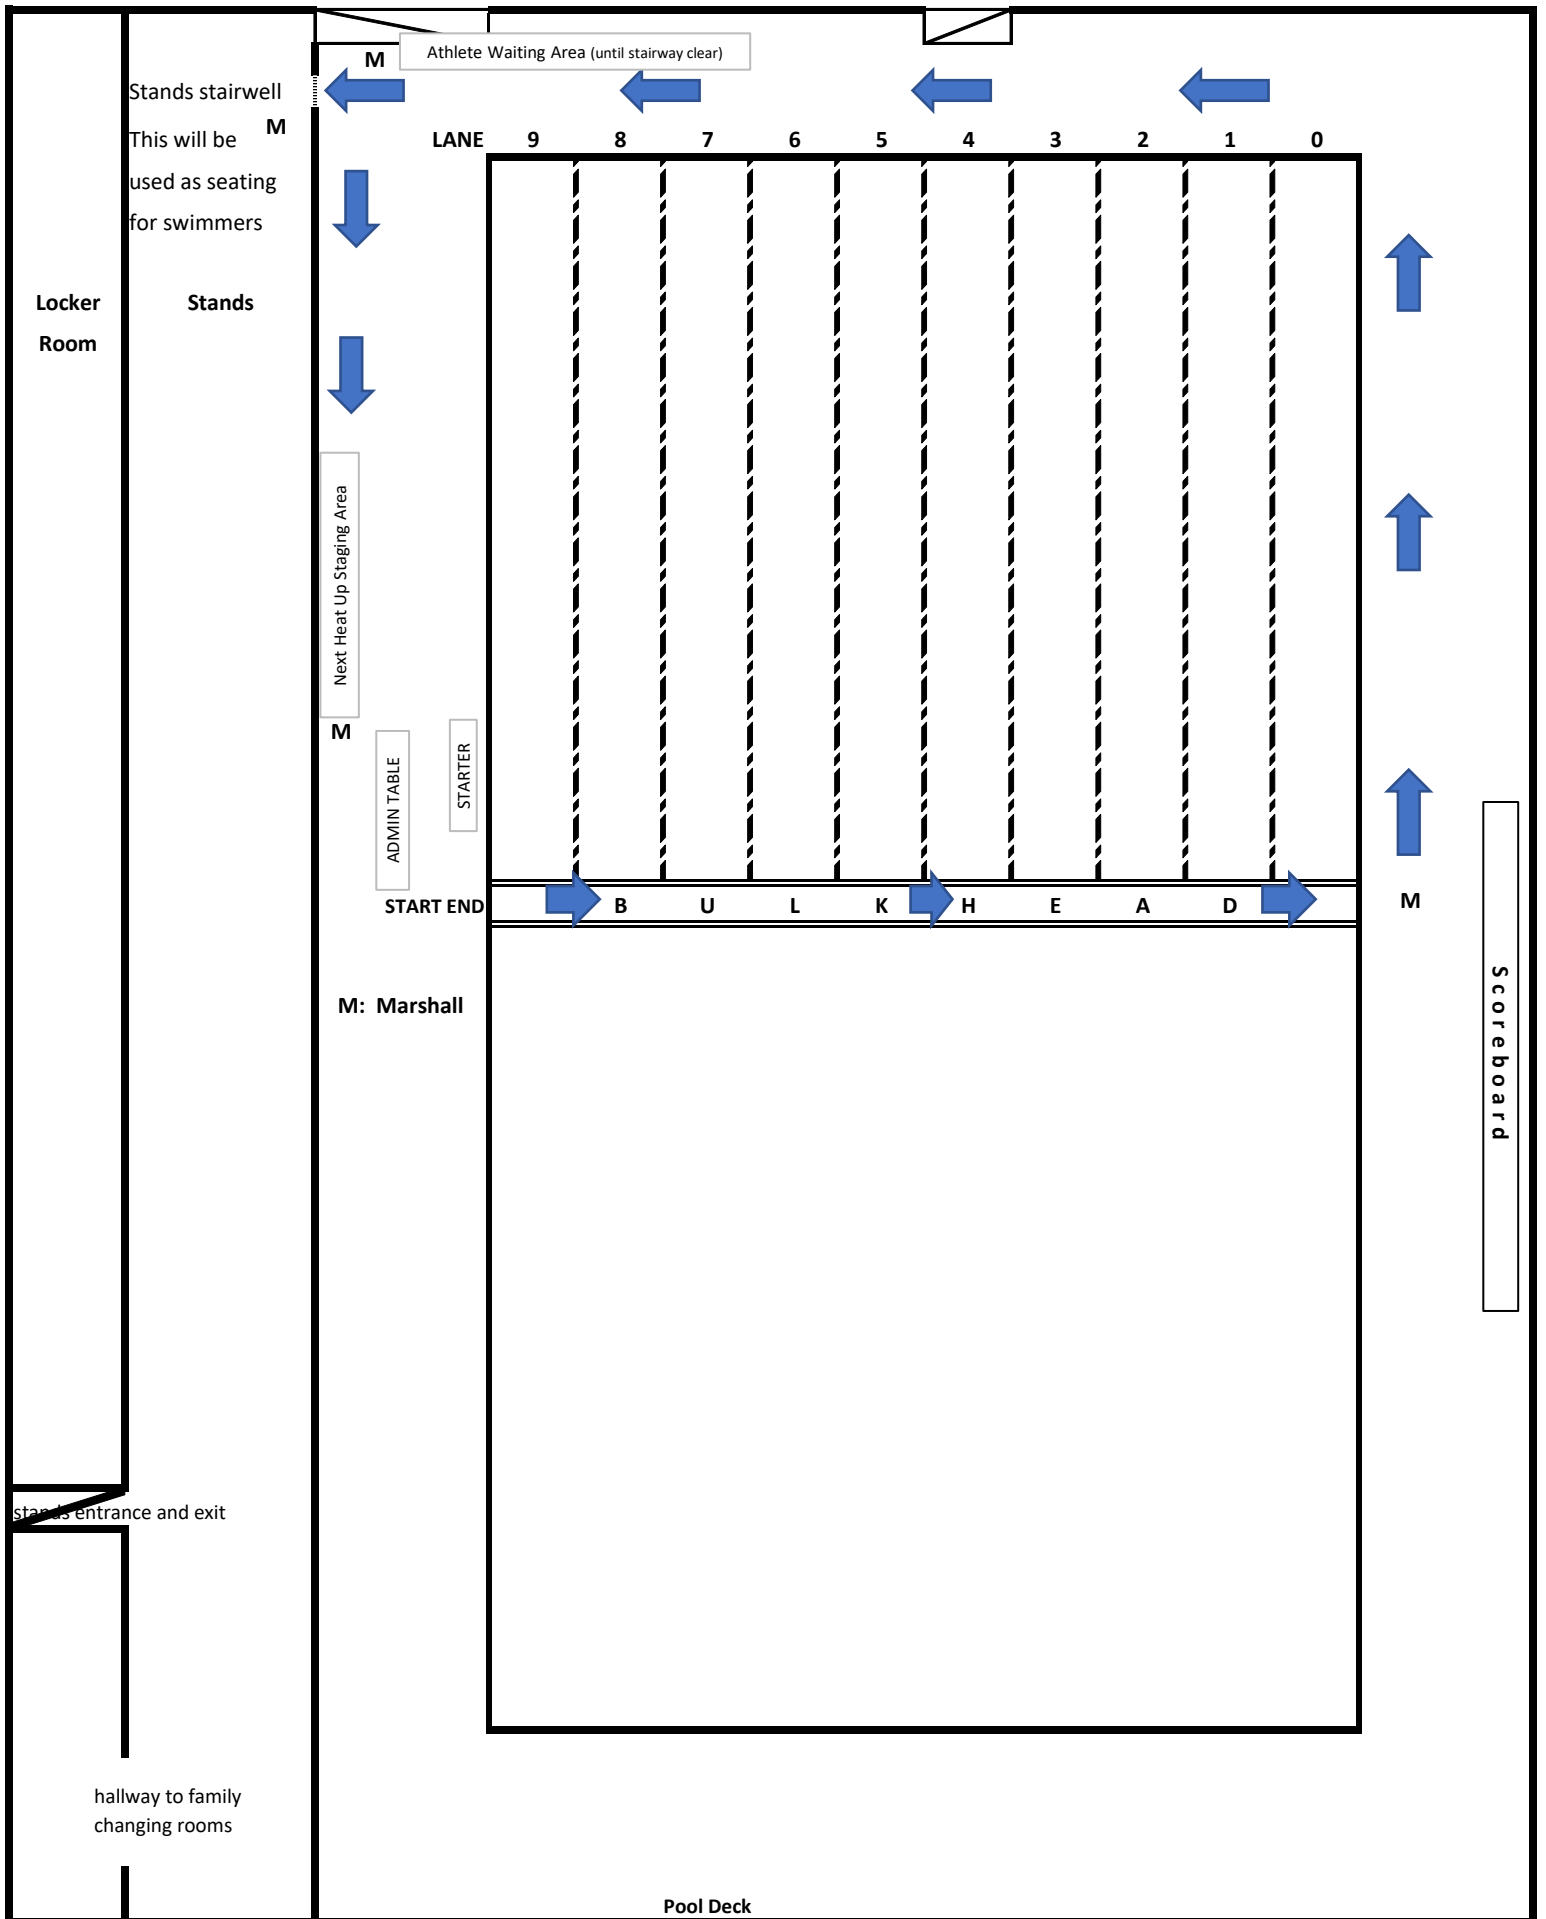 Athlete Waiting Area (until stairway clear)
M
Stands stairwell
M
This will be
used as seating
for swimmers
LANE 9 8 7 6 5 4 3 2 1 0
Locker
Room
Stands
Next Heat Up Staging Area
M
ADMIN TABLE
STARTER
START END
B U L K H E A D
M
M: Marshall
Scoreboard
stands entrance and exit
hallway to family
changing rooms
Pool Deck